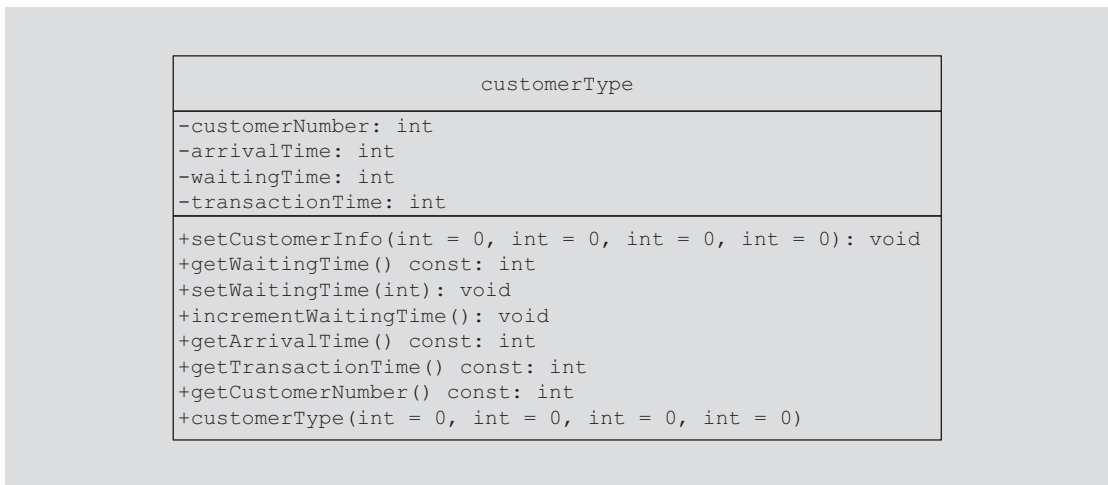 customerType
-customerNumber: int
-arrivalTime: int
-waitingTime: int
-transactionTime: int
+setCustomerInfo(int = 0, int = 0, int = 0, int = 0): void
+getWaitingTime() const: int
+setWaitingTime(int): void
+incrementWaitingTime(): void
+getArrivalTime() const: int
+getTransactionTime() const: int
+getCustomerNumber() const: int
+customerType(int = 0, int = 0, int = 0, int = 0)